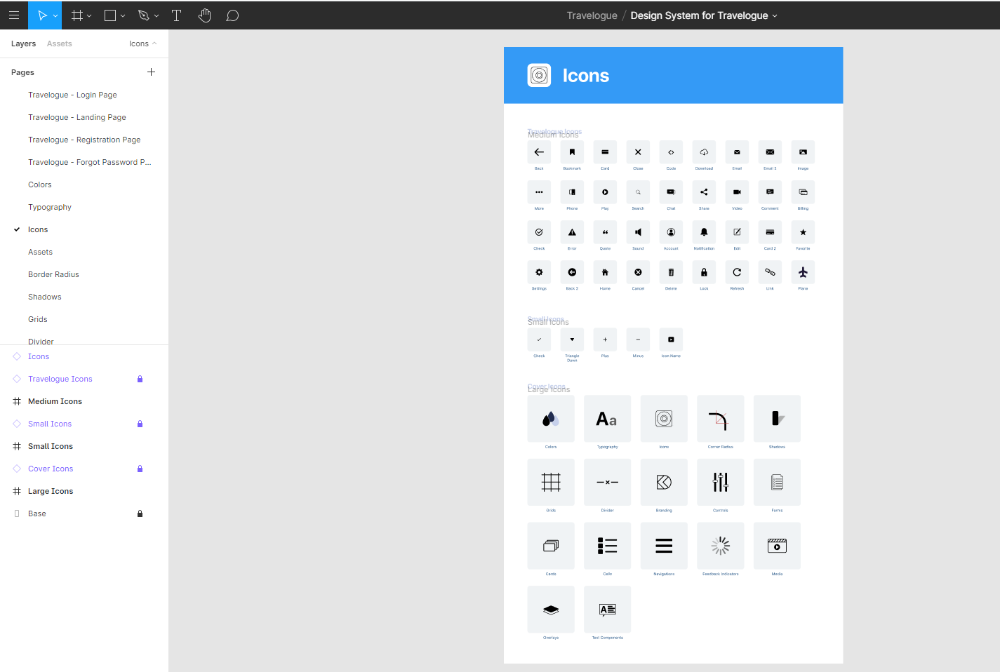 Travelogue / Design System for Travelogue
Layers Assets Icons
Pages
Travelogue - Login Page
Travelogue - Landing Page
Travelogue - Registration Page
Travelogue - Forgot Password P...
Colors
Typography
Icons
Assets
Border Radius
Shadows
Grids
Divider
Icons
Travelogue Icons
Medium Icons
Small Icons
Small Icons
Cover Icons
Large Icons
Base
Icons
Travelogue Icons
Medium Icons
Back Bookmark Card Close Code Download Email Email 2 Image
More Phone Play Search Chat Share Video Comment Billing
Check Error Quote Sound Account Notification Edit Card 2 Favorite
Settings Back 2 Home Cancel Delete Lock Refresh Link Plane
Small Icons
Small Icons
Check Triangle Plus Minus Icon Name
Down
Cover Icons
Large Icons
Aa
Colors Typography Icons Corner Radius Shadows
Grids Divider Branding Controls Forms
Cards Cells Navigations Feedback Indicators Media
A
Overlays Text Components